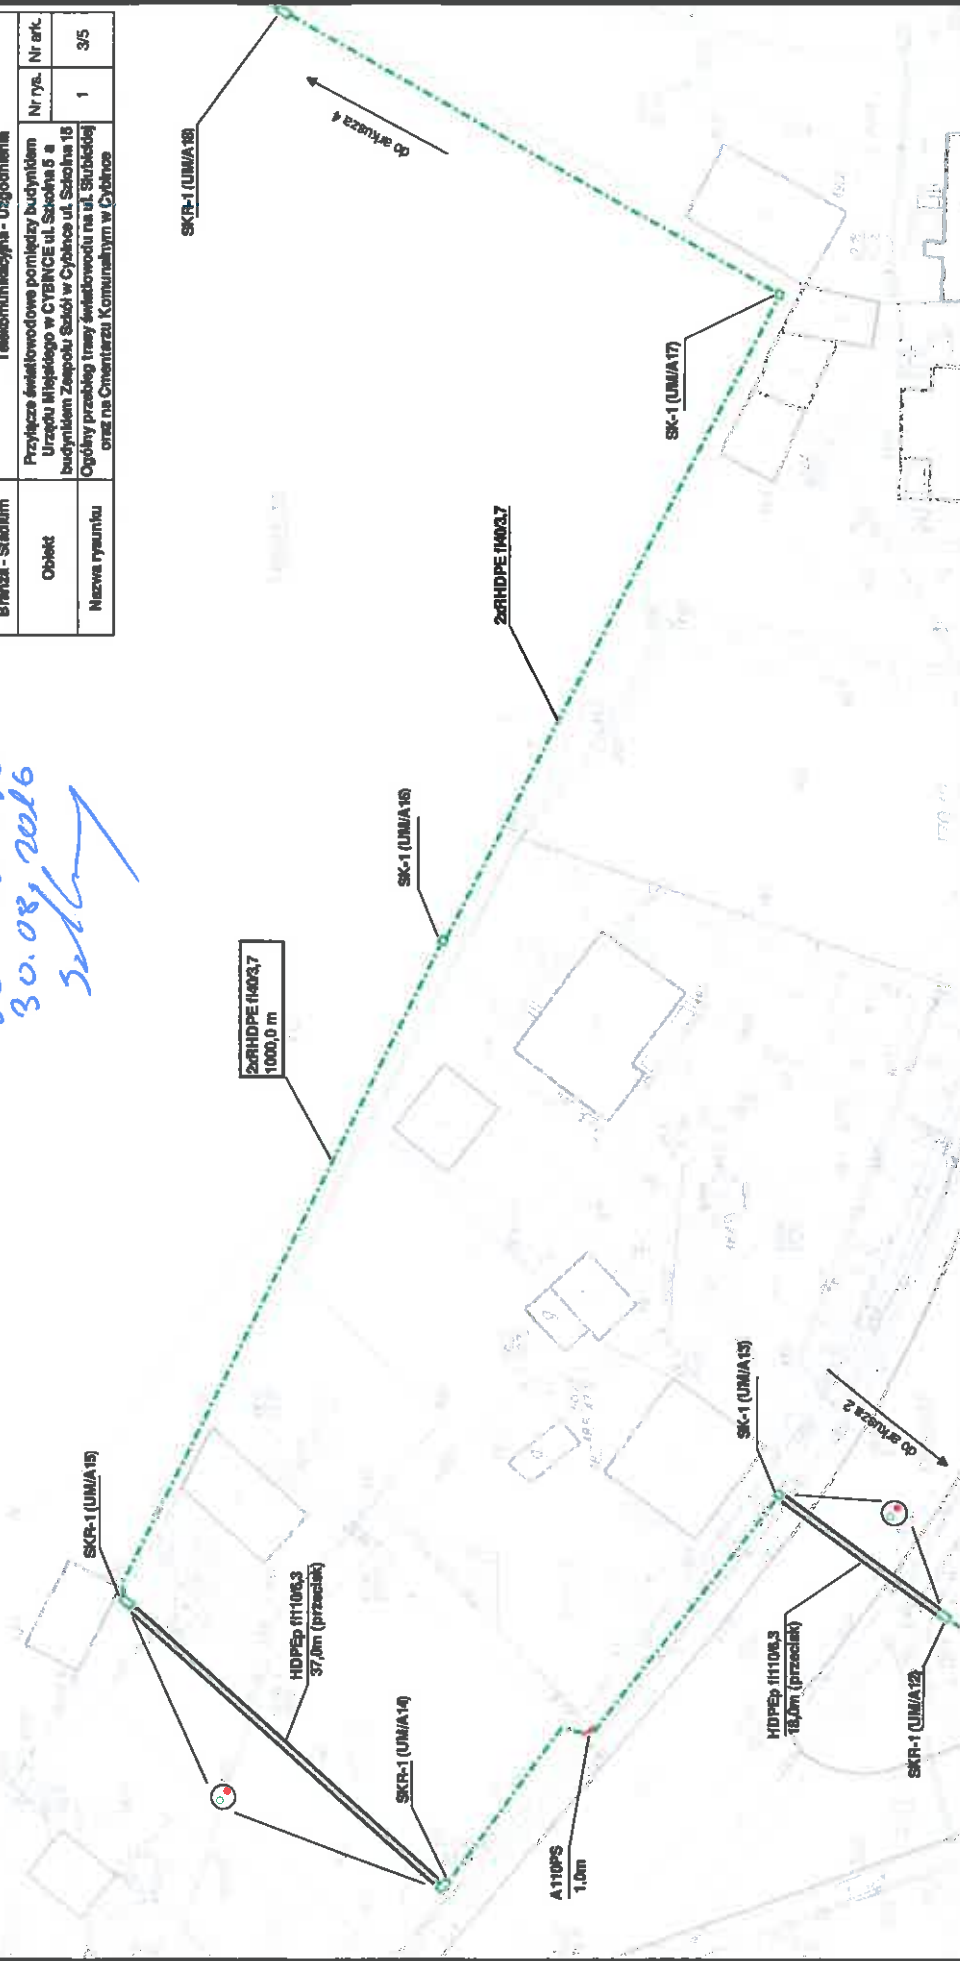 Branża - Stadium
Telekomunikacyjna - Uzgodnienia
Obiekt
Przyłącze światłowodowe pomiędzy budynkiem
Urzędu Miejskiego w CYBINCE ul. Szkolna 5 a
budynkiem Zespołu Szkół w Cybince ul. Szkolna 15
Nr rys.
Nr ark.
Nazwa rysunku
Ogólny przebieg trasy światłowodu na ul. Słubickiej
oraz na Cmentarzu Komunalnym w Cybince
1
3/5
30.08.2016
SKR-1 (UM/A15)
2xRHDPE fi40/3,7
1000,0 m
SK-1 (UM/A16)
2xRHDPE fi40/3,7
SK-1 (UM/A17)
SKR-1 (UM/A18)
do arkusza 4
HDPEp fi110/6,3
37,0m (przecisk)
SKR-1 (UM/A14)
A110PS
1,0m
SK-1 (UM/A13)
do arkusza 2
HDPEp fi110/6,3
18,0m (przecisk)
SKR-1 (UM/A12)